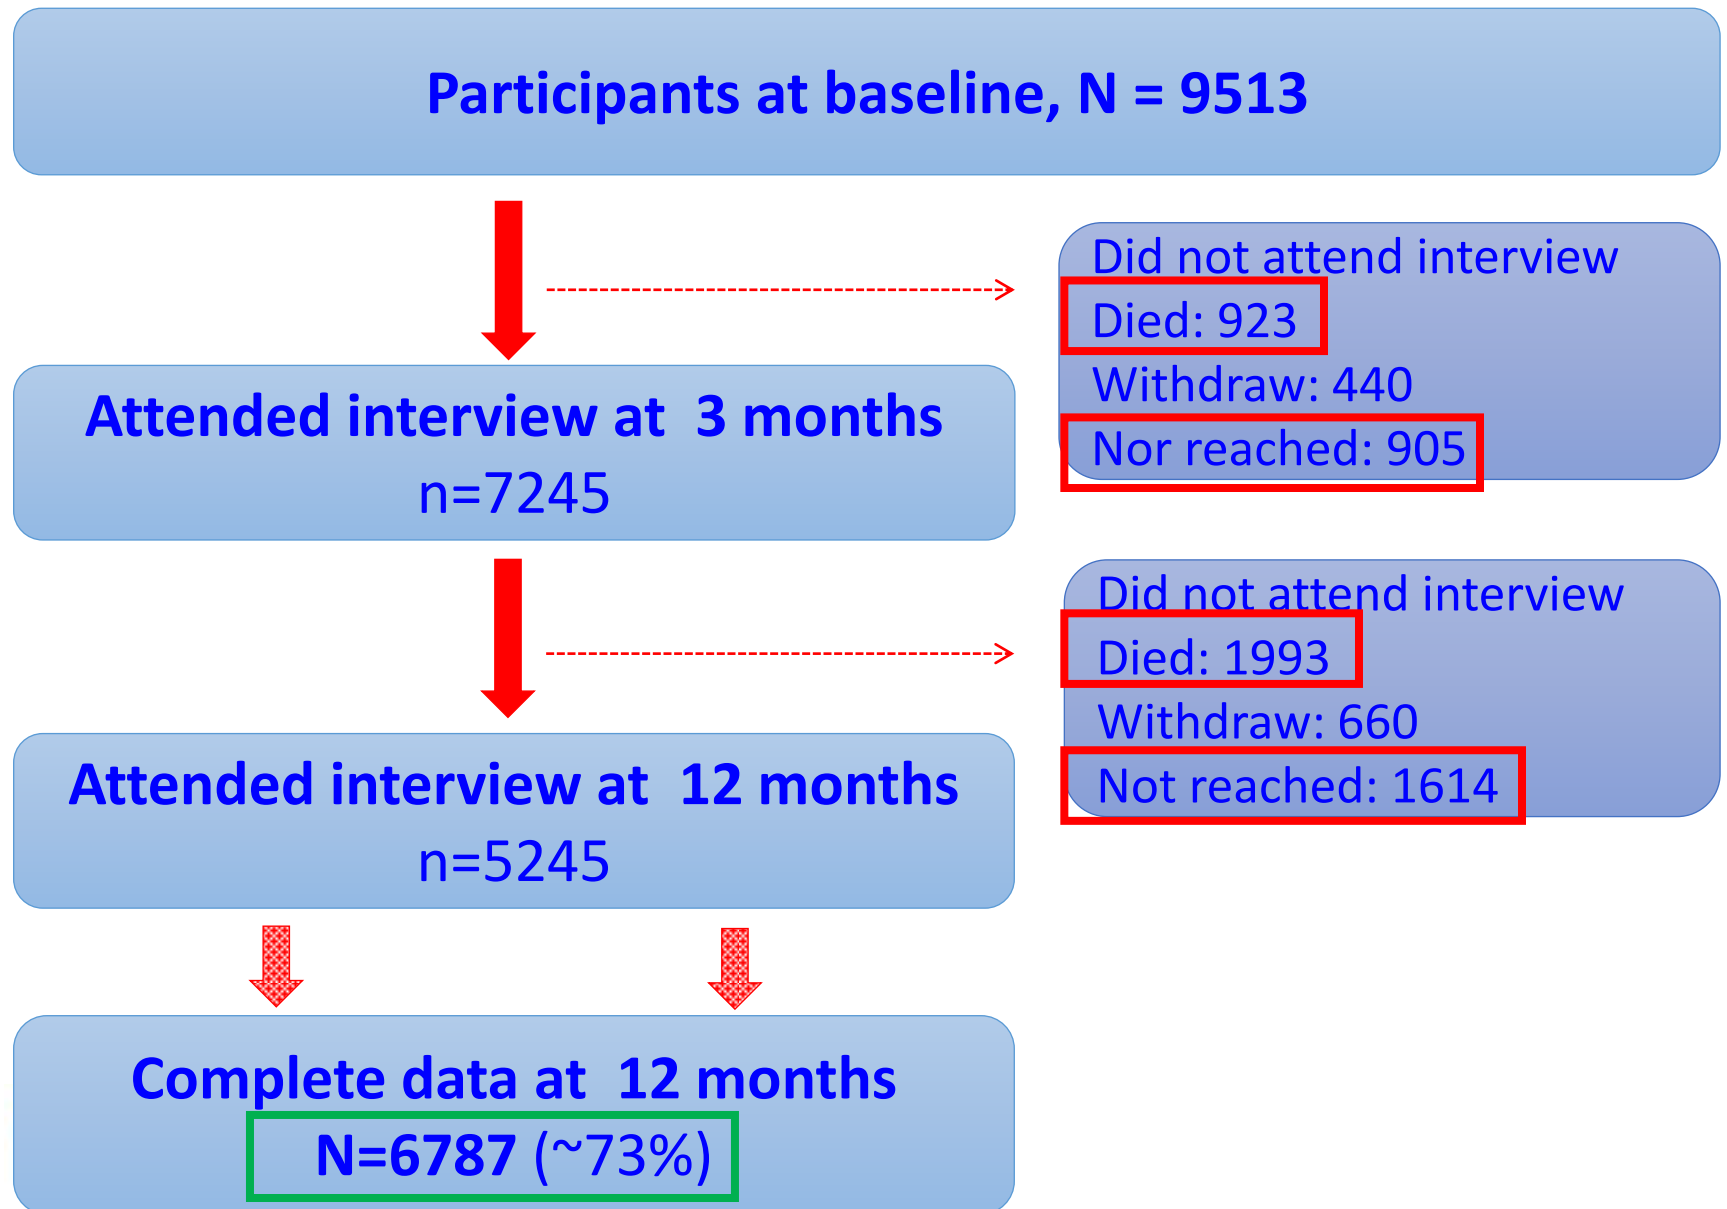 Participants at baseline, N = 9513
Did not attend interview
Died: 923
Withdraw: 440
Nor reached: 905
Attended interview at 3 months
n=7245
Did not attend interview
Died: 1993
Withdraw: 660
Not reached: 1614
Attended interview at 12 months
n=5245
Complete data at 12 months
N=6787 (~73%)